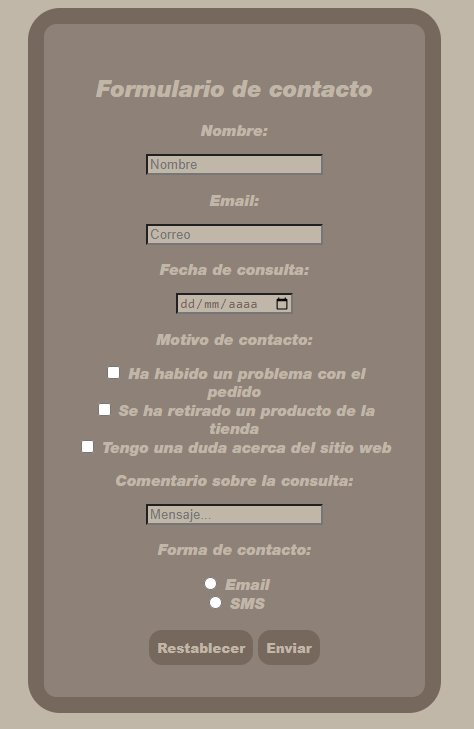 Formulario de contacto
Nombre:
Nombre
Email:
Correo
Fecha de consulta:
dd/mm/aaaa
Motivo de contacto:
Ha habido un problema con el
pedido
Se ha retirado un producto de la
tienda
Tengo una duda acerca del sitio web
Comentario sobre la consulta:
Mensaje...
Forma de contacto:
Email
SMS
Restablecer Enviar